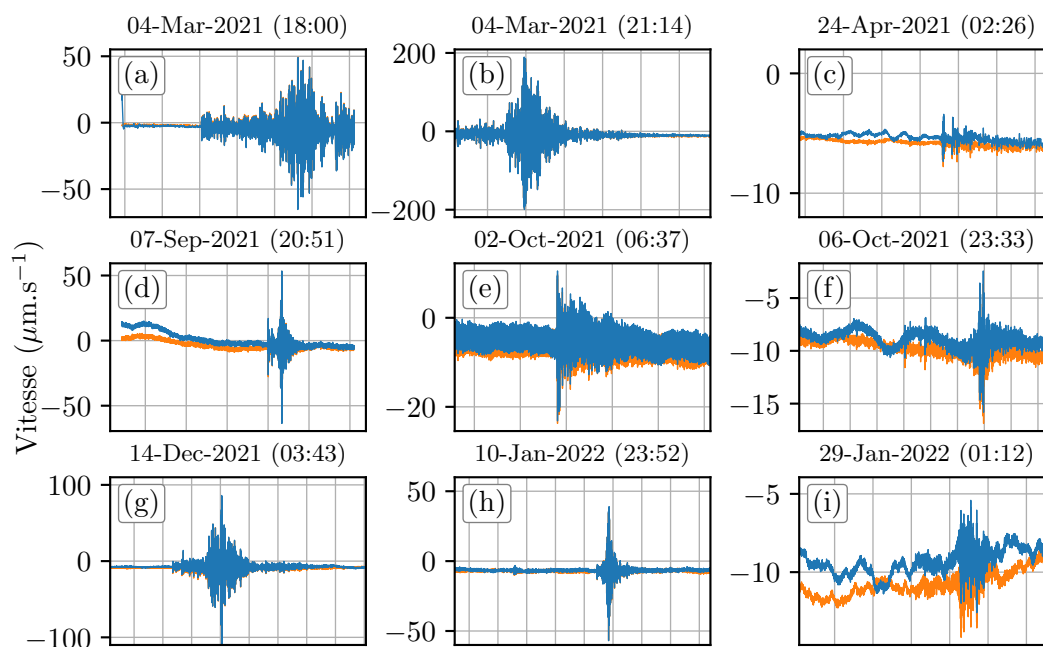 04-Mar-2021 (18:00) 04-Mar-2021 (21:14) 24-Apr-2021 (02:26)
50 (a) 200 (b) 0 (c)
0 0
−50 −200 −10
07-Sep-2021 (20:51) 02-Oct-2021 (06:37) 06-Oct-2021 (23:33)
50 (d) (e) −5 (f)
0 0 −10
−50 −20 −15
Vitesse (μm.s⁻¹)
14-Dec-2021 (03:43) 10-Jan-2022 (23:52) 29-Jan-2022 (01:12)
100 (g) 50 (h) −5 (i)
0 0 −10
−100 −50